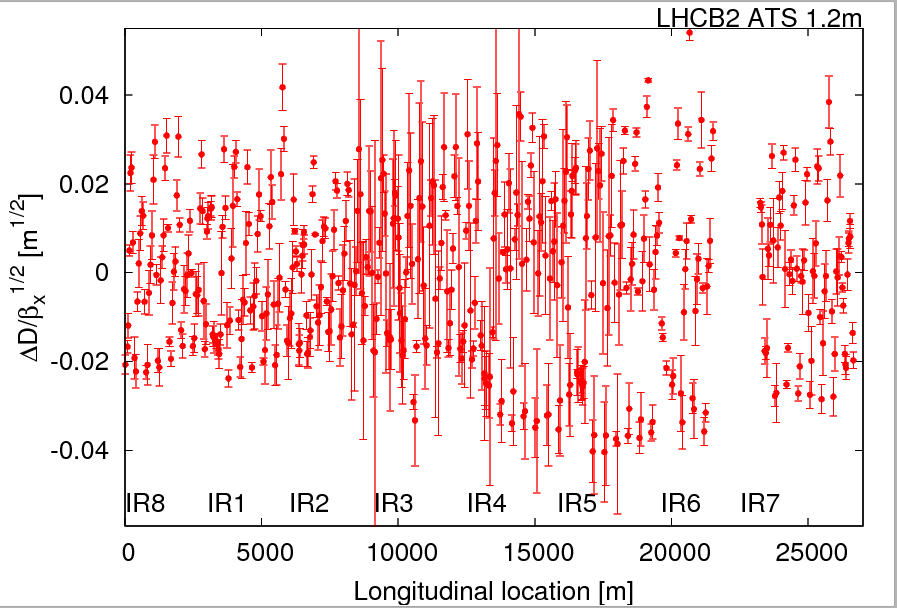 LHCB2 ATS 1.2m
ΔD/βₓ^1/2 [m^1/2]
0.04
0.02
0
-0.02
-0.04
IR8 IR1 IR2 IR3 IR4 IR5 IR6 IR7
0 5000 10000 15000 20000 25000
Longitudinal location [m]